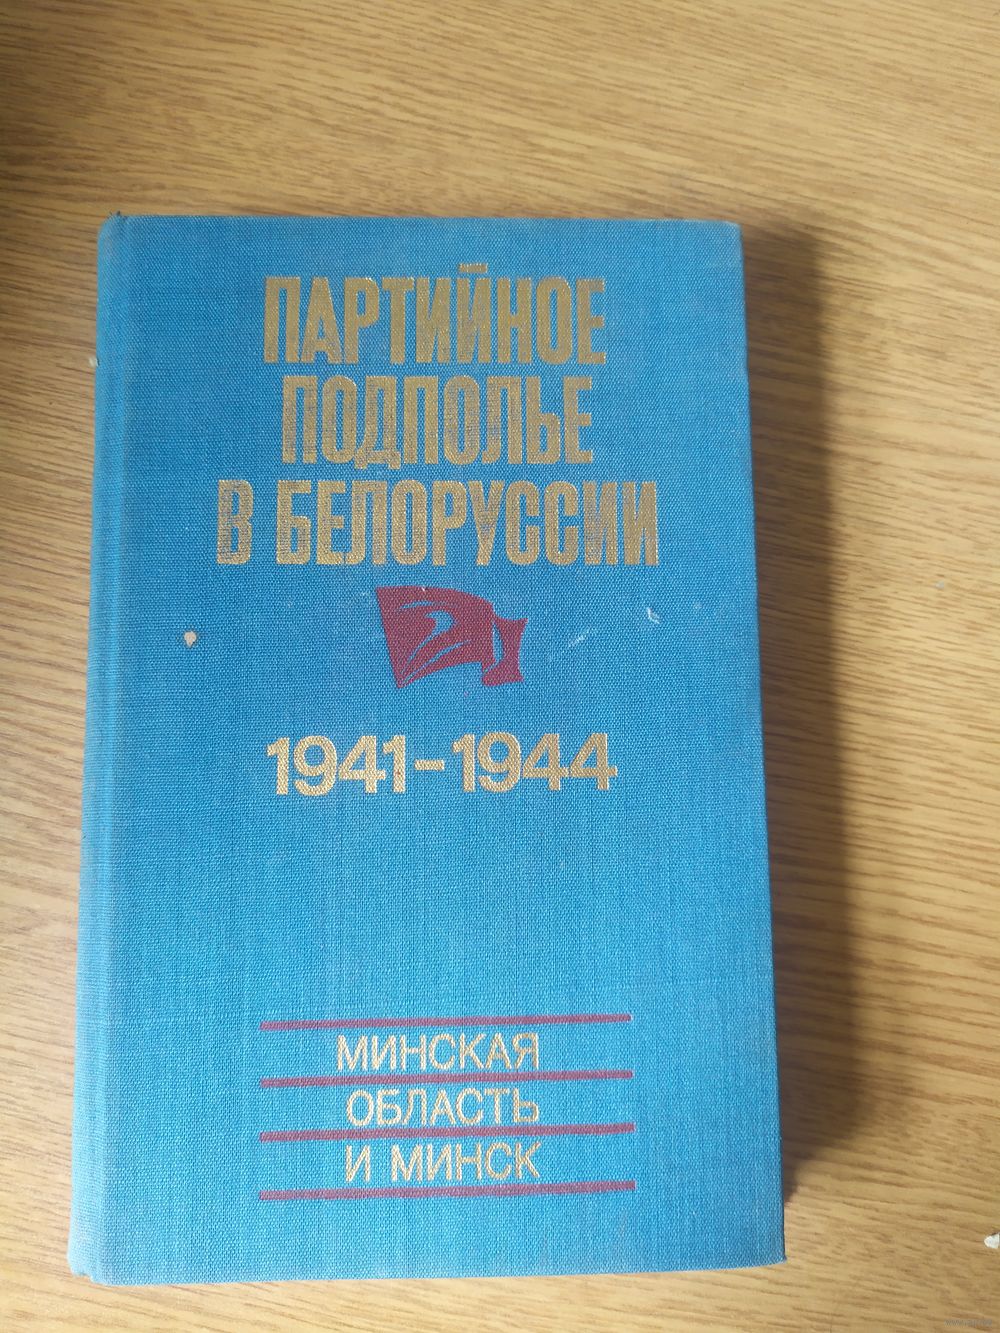 ПАРТИЙНОЕ
ПОДПОЛЬЕ
В БЕЛОРУССИИ
1941–1944
МИНСКАЯ
ОБЛАСТЬ
И МИНСК